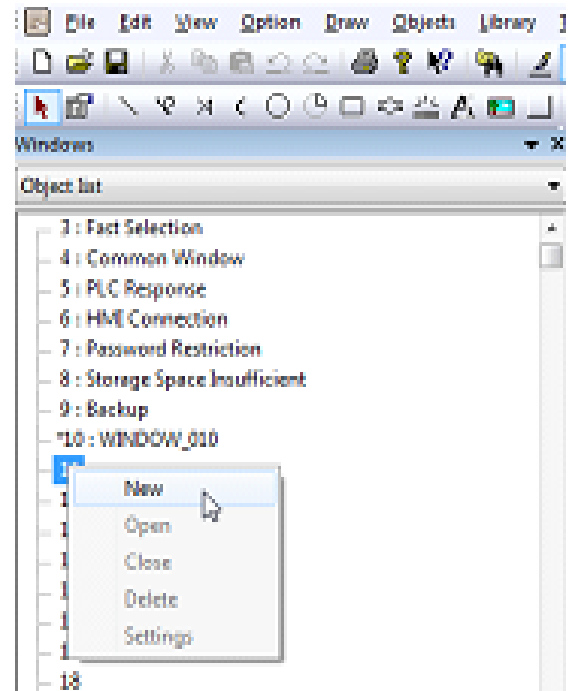 File Edit View Option Draw Objects Library
Windows
Object list
3 : Fast Selection
4 : Common Window
5 : PLC Response
6 : HMI Connection
7 : Password Restriction
8 : Storage Space Insufficient
9 : Backup
*10 : WINDOW_010
New
Open
Close
Delete
Settings
18